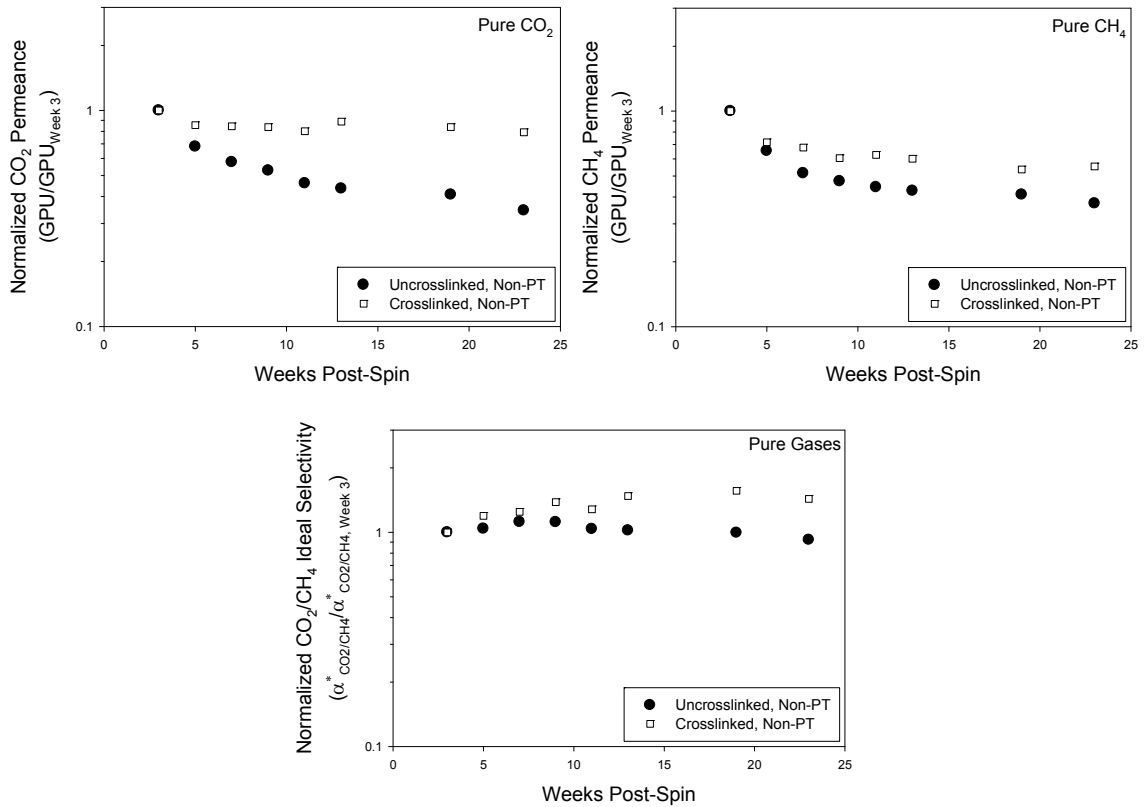 Pure CO2
Normalized CO2 Permeance
(GPU/GPUWeek 3)
1
0.1
0
5
10
15
20
25
Weeks Post-Spin
Uncrosslinked, Non-PT
Crosslinked, Non-PT
Pure CH4
Normalized CH4 Permeance
(GPU/GPUWeek 3)
1
0.1
0
5
10
15
20
25
Weeks Post-Spin
Uncrosslinked, Non-PT
Crosslinked, Non-PT
Pure Gases
Normalized CO2/CH4 Ideal Selectivity
(α*CO2/CH4/α*CO2/CH4, Week 3)
1
0.1
0
5
10
15
20
25
Weeks Post-Spin
Uncrosslinked, Non-PT
Crosslinked, Non-PT